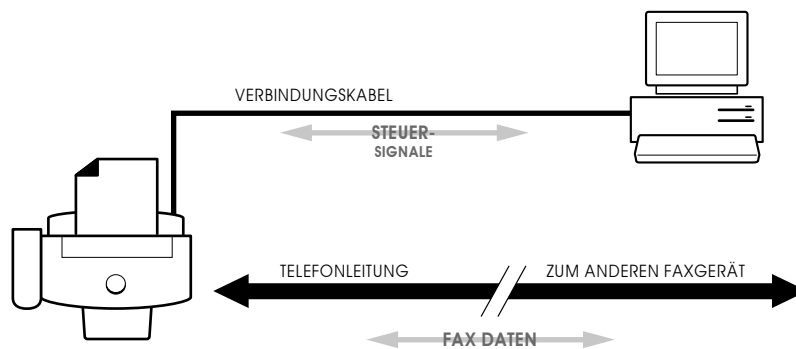 VERBINDUNGSKABEL
STEUER-
SIGNALE
TELEFONLEITUNG
ZUM ANDEREN FAXGERÄT
FAX DATEN